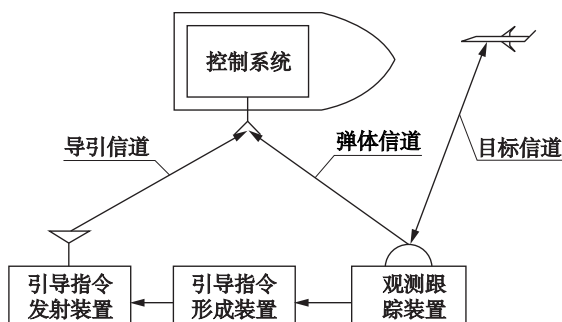 控制系统
导引信道
弹体信道
目标信道
引导指令
发射装置
引导指令
形成装置
观测跟
踪装置